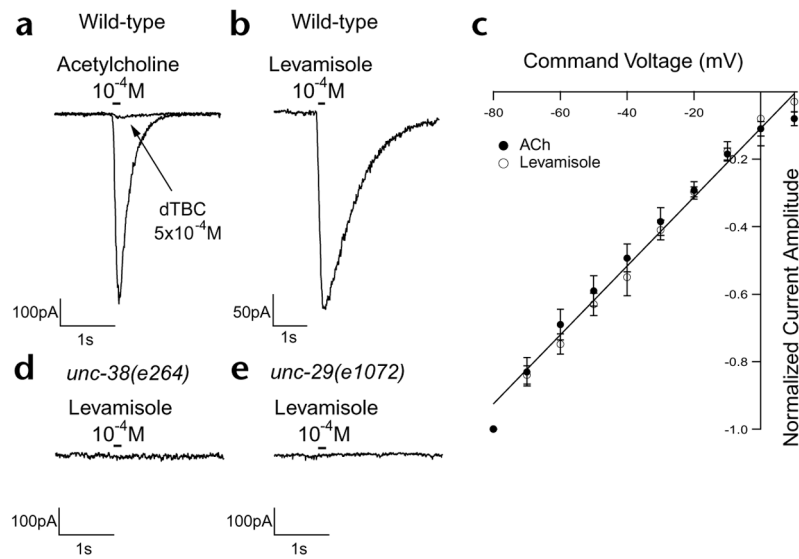 a
Wild-type
Acetylcholine
10⁻⁴M
dTBC
5x10⁻⁴M
100pA
1s
b
Wild-type
Levamisole
10⁻⁴M
50pA
1s
c
Command Voltage (mV)
-80
-60
-40
-20
ACh
Levamisole
0.2
-0.4
-0.6
-0.8
-1.0
Normalized Current Amplitude
d
unc-38(e264)
Levamisole
10⁻⁴M
100pA
1s
e
unc-29(e1072)
Levamisole
10⁻⁴M
100pA
1s